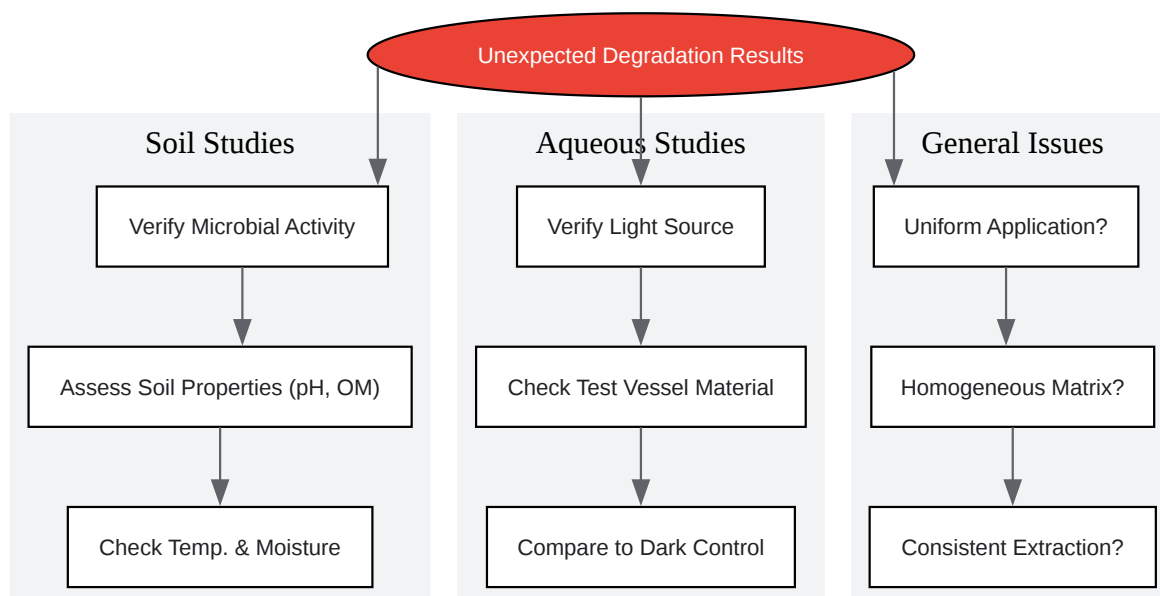 Unexpected Degradation Results
Soil Studies
Verify Microbial Activity
Assess Soil Properties (pH, OM)
Check Temp. & Moisture
Aqueous Studies
Verify Light Source
Check Test Vessel Material
Compare to Dark Control
General Issues
Uniform Application?
Homogeneous Matrix?
Consistent Extraction?